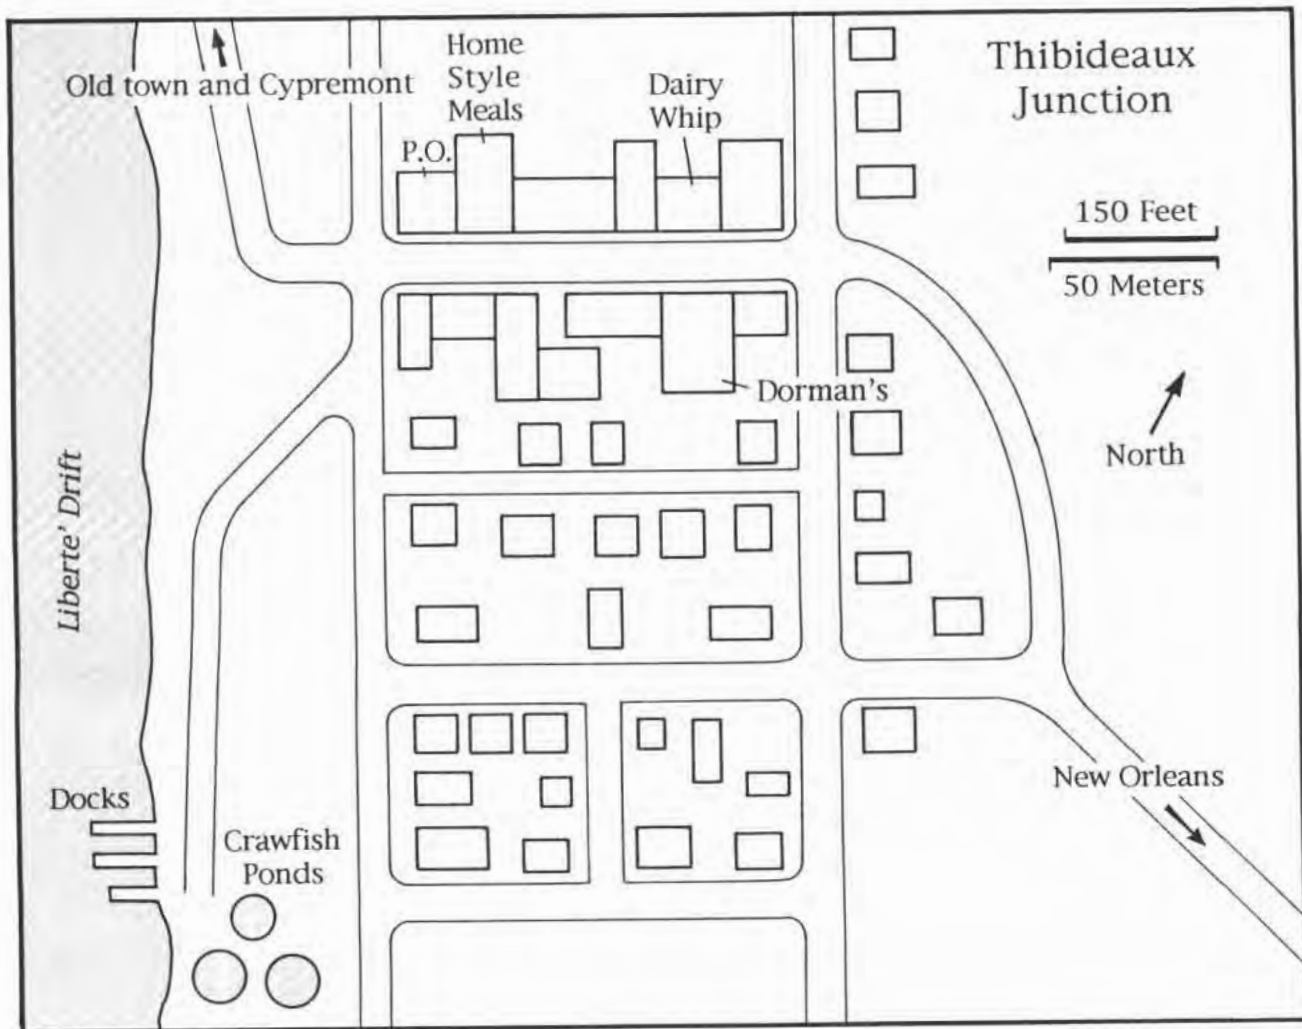 Thibideaux
Junction
Old town and Cypremont
Home
Style
Meals
P.O.
Dairy
Whip
150 Feet
50 Meters
North
Dorman's
Liberte' Drift
Docks
Crawfish
Ponds
New Orleans